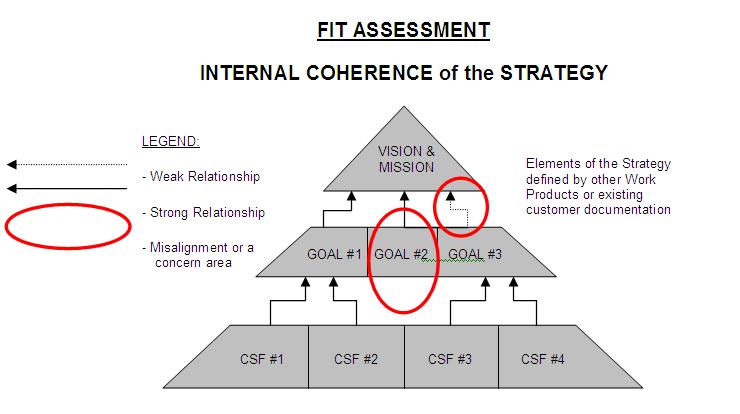 FIT ASSESSMENT
INTERNAL COHERENCE of the STRATEGY
LEGEND:
- Weak Relationship
- Strong Relationship
- Misalignment or a
concern area
VISION &
MISSION
Elements of the Strategy
defined by other Work
Products or existing
customer documentation
GOAL #1 GOAL #2 GOAL #3
CSF #1 CSF #2 CSF #3 CSF #4